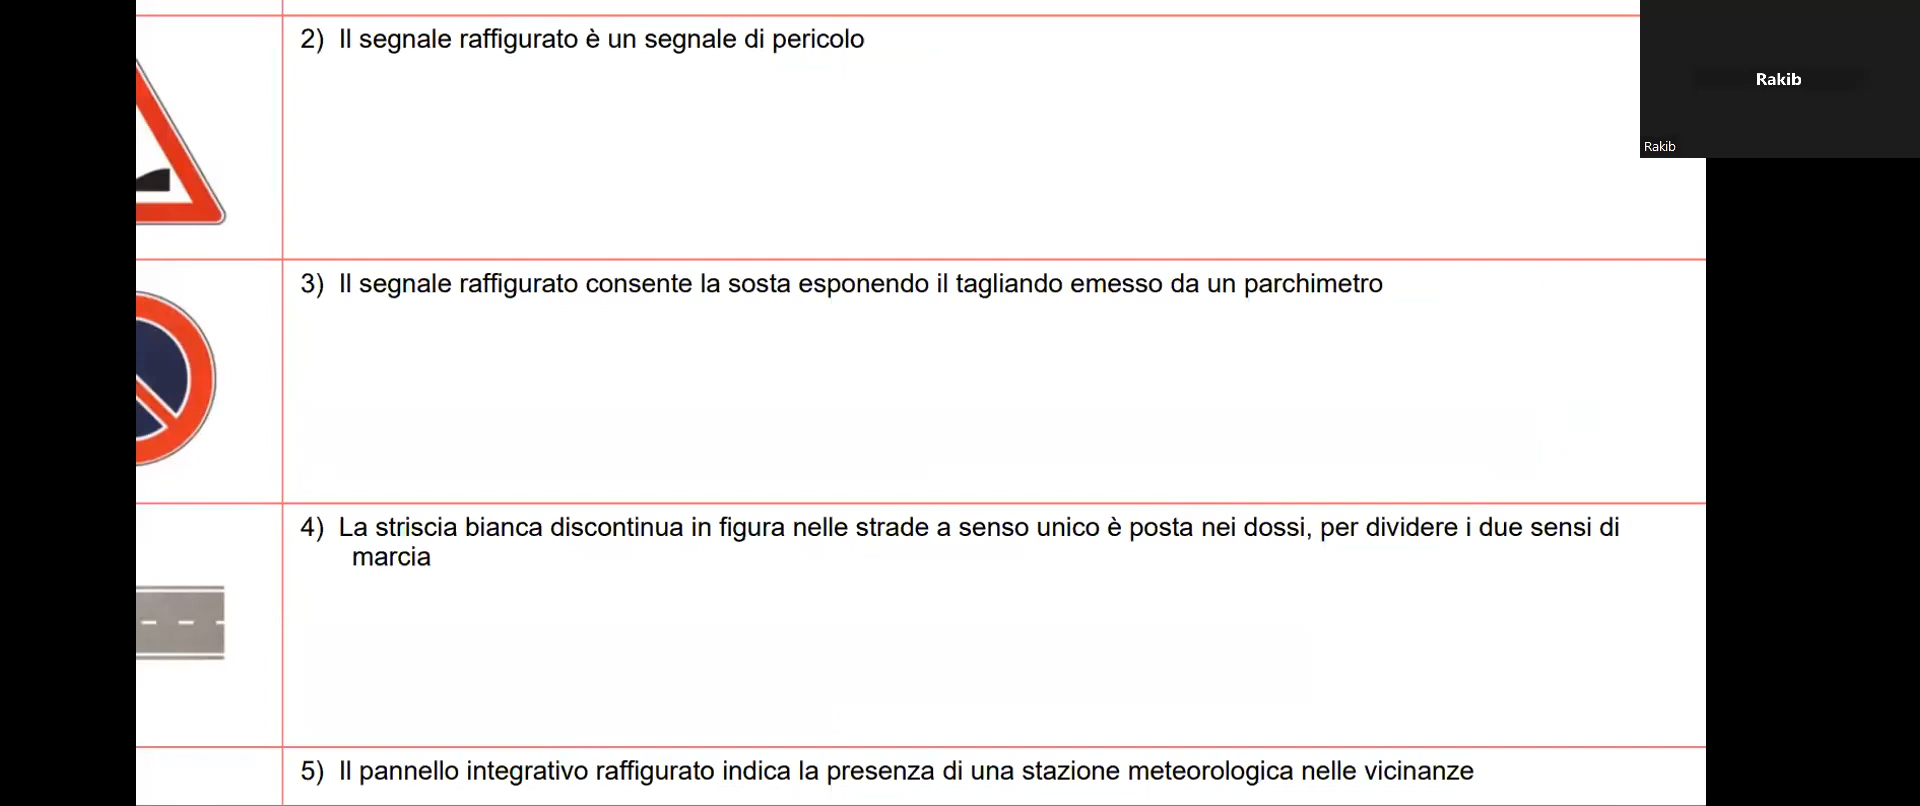 2) Il segnale raffigurato è un segnale di pericolo
Rakib
Rakib
3) Il segnale raffigurato consente la sosta esponendo il tagliando emesso da un parchimetro
4) La striscia bianca discontinua in figura nelle strade a senso unico è posta nei dossi, per dividere i due sensi di
marcia
5) Il pannello integrativo raffigurato indica la presenza di una stazione meteorologica nelle vicinanze